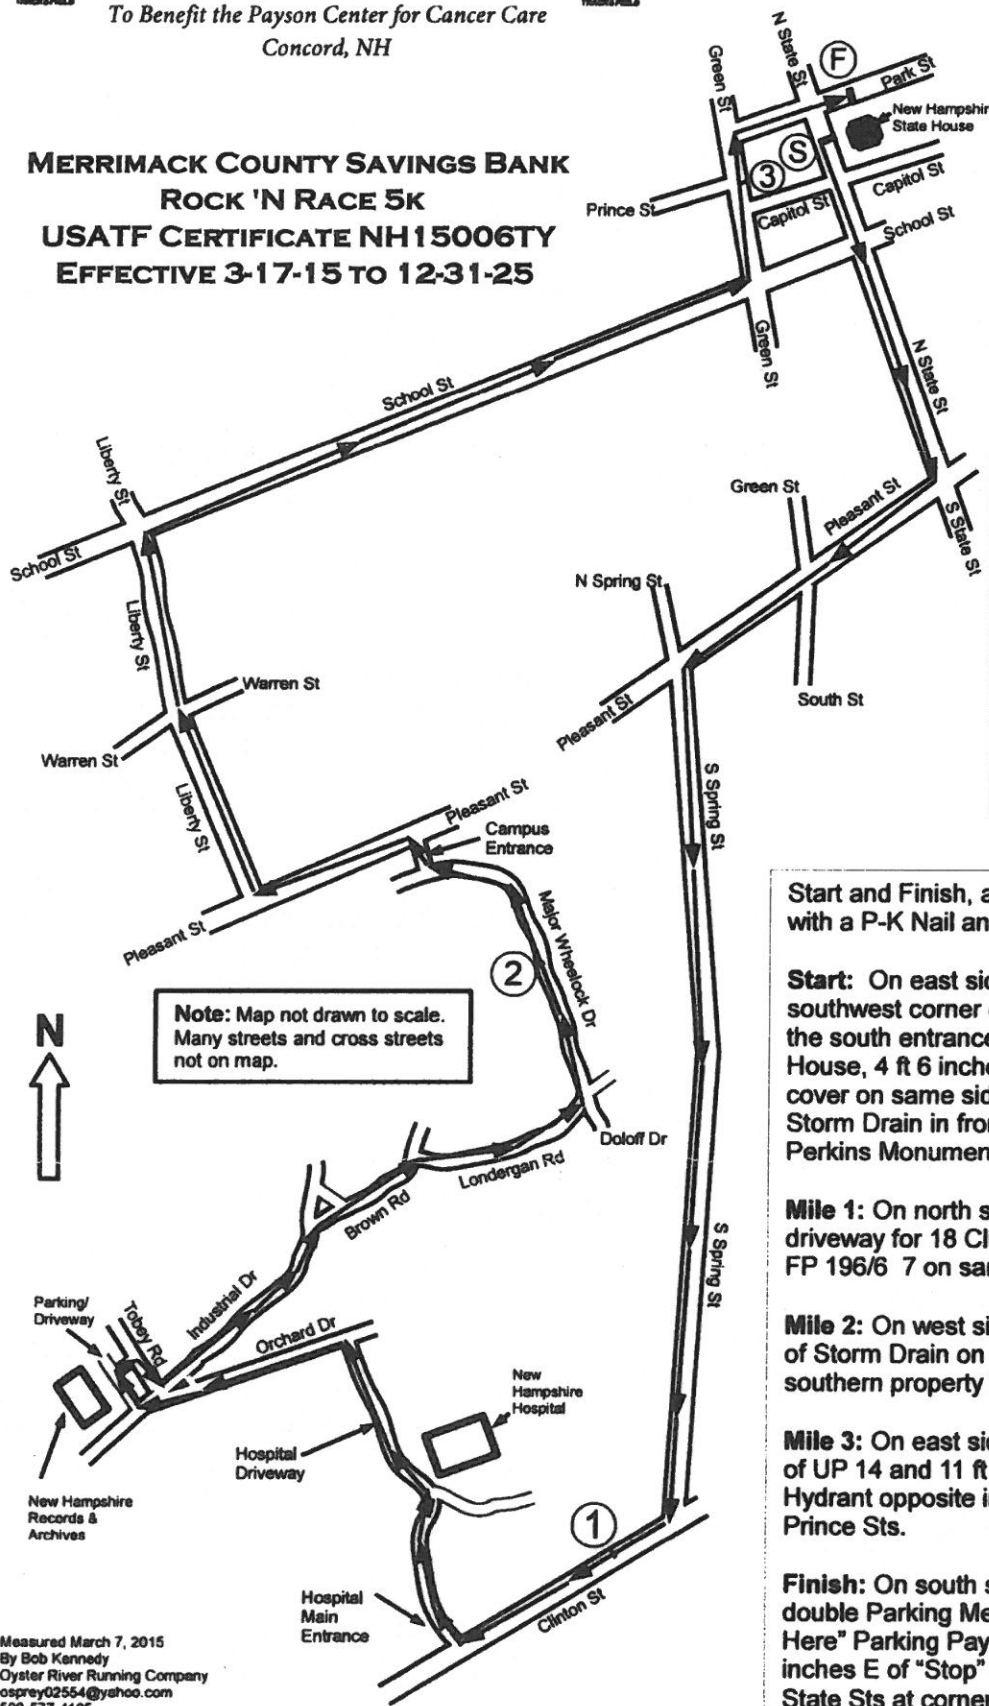 To Benefit the Payson Center for Cancer Care
Concord, NH
MERRIMACK COUNTY SAVINGS BANK
ROCK 'N RACE 5K
USATF CERTIFICATE NH15006TY
EFFECTIVE 3-17-15 TO 12-31-25
N State St
F
Green St
Park St
New Hampshir
State House
S
3
Prince St
Capitol St
Capitol St
School St
Green St
N State St
School St
Liberty St
School St
Green St
Pleasant St
S State St
N Spring St
Liberty St
Warren St
Warren St
South St
Pleasant St
S Spring St
Liberty St
Pleasant St
Campus
Entrance
Pleasant St
Major Wheelock Dr
2
N
Note: Map not drawn to scale.
Many streets and cross streets
not on map.
Doloff Dr
Londergan Rd
Brown Rd
S Spring St
Industrial Dr
Parking/
Driveway
Tobey Rd
Orchard Dr
New
Hampshire
Hospital
Hospital
Driveway
New Hampshire
Records &
Archives
1
Hospital
Main
Entrance
Clinton St
Start and Finish, a
with a P-K Nail an
Start: On east sid
southwest corner
the south entrance
House, 4 ft 6 inche
cover on same sid
Storm Drain in fron
Perkins Monumen
Mile 1: On north s
driveway for 18 Cl
FP 196/6 7 on sar
Mile 2: On west si
of Storm Drain on
southern property
Mile 3: On east sid
of UP 14 and 11 ft
Hydrant opposite i
Prince Sts.
Finish: On south s
double Parking Me
Here" Parking Pay
inches E of "Stop"
State Sts at corner
Measured March 7, 2015
By Bob Kennedy
Oyster River Running Company
osprey02554@yahoo.com